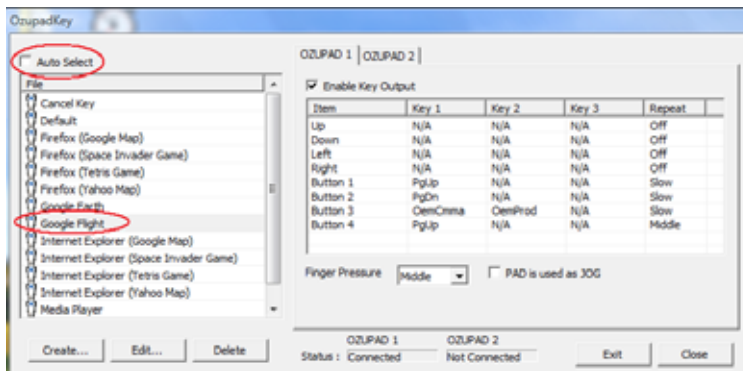 OzupadKey
Auto Select
File
Cancel Key
Default
Firefox (Google Map)
Firefox (Space Invader Game)
Firefox (Tetris Game)
Firefox (Yahoo Map)
Google Earth
Google Flight
Internet Explorer (Google Map)
Internet Explorer (Space Invader Game)
Internet Explorer (Tetris Game)
Internet Explorer (Yahoo Map)
Media Player
Create... Edit... Delete
OZUPAD 1 OZUPAD 2
Enable Key Output
Item Key 1 Key 2 Key 3 Repeat
Up N/A N/A N/A Off
Down N/A N/A N/A Off
Left N/A N/A N/A Off
Right N/A N/A N/A Off
Button 1 PgUp N/A N/A Slow
Button 2 PgDn N/A N/A Slow
Button 3 OemCmma OemProd N/A Slow
Button 4 PgUp N/A N/A Middle
Finger Pressure Middle PAD is used as JOG
OZUPAD 1 OZUPAD 2
Status : Connected Not Connected Exit Close